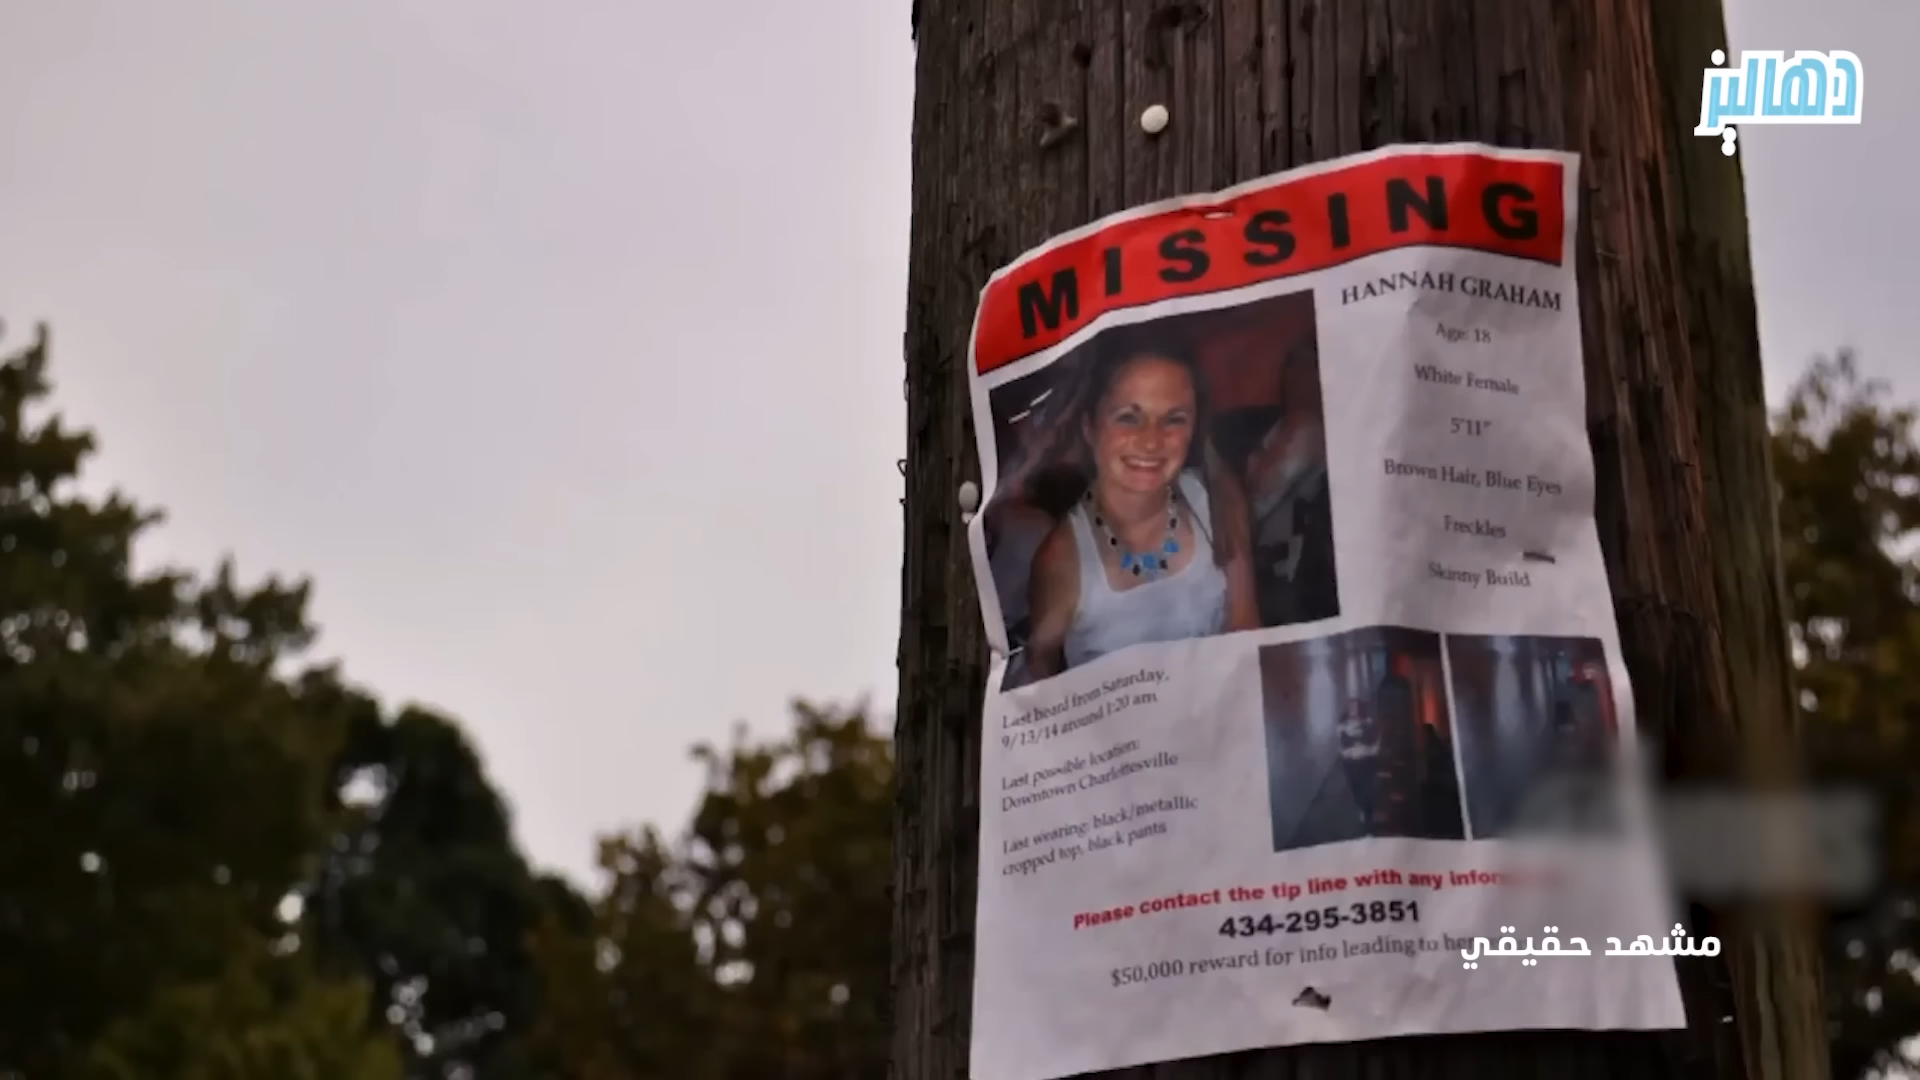 دهاليز
MISSING
HANNAH GRAHAM
Age: 18
White Female
5'11"
Brown Hair, Blue Eyes
Freckles
Skinny Build
Last heard from Saturday,
9/13/14 around 1:20 am
Last possible location:
Downtown Charlottesville
Last wearing: black/metallic
cropped top, black pants
Please contact the tip line with any
434-295-3851
$50,000 reward for info leading to
مشهد حقيقي